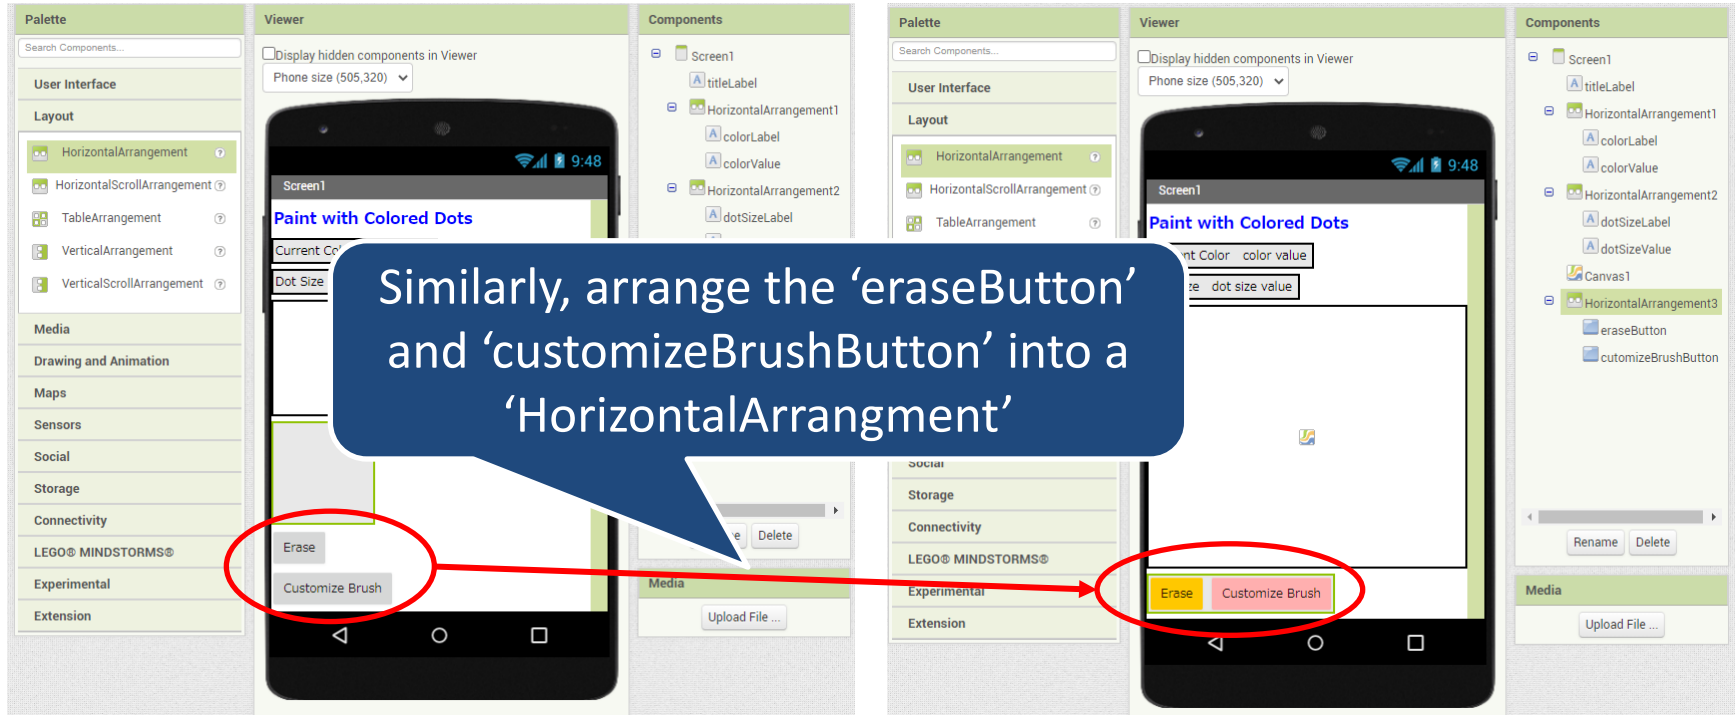 Palette
Search Components...
User Interface
Layout
HorizontalArrangement
HorizontalScrollArrangement
TableArrangement
VerticalArrangement
VerticalScrollArrangement
Media
Drawing and Animation
Maps
Sensors
Social
Storage
Connectivity
LEGO® MINDSTORMS®
Experimental
Extension
Viewer
Display hidden components in Viewer
Phone size (505,320)
9:48
Screen1
Paint with Colored Dots
Current
Dot Size
Erase
Customize Brush
Components
Screen1
titleLabel
HorizontalArrangement1
colorLabel
colorValue
HorizontalArrangement2
dotSizeLabel
Delete
Media
Upload File ...
Similarly, arrange the ‘eraseButton’
and ‘customizeBrushButton’ into a
‘HorizontalArrangment’
Palette
Search Components...
User Interface
Layout
HorizontalArrangement
HorizontalScrollArrangement
TableArrangement
Social
Storage
Connectivity
LEGO® MINDSTORMS®
Experimental
Extension
Viewer
Display hidden components in Viewer
Phone size (505,320)
9:48
Screen1
Paint with Colored Dots
Color color value
dot size value
Erase Customize Brush
Components
Screen1
titleLabel
HorizontalArrangement1
colorLabel
colorValue
HorizontalArrangement2
dotSizeLabel
dotSizeValue
Canvas1
HorizontalArrangement3
eraseButton
cutomizeBrushButton
Rename Delete
Media
Upload File ...